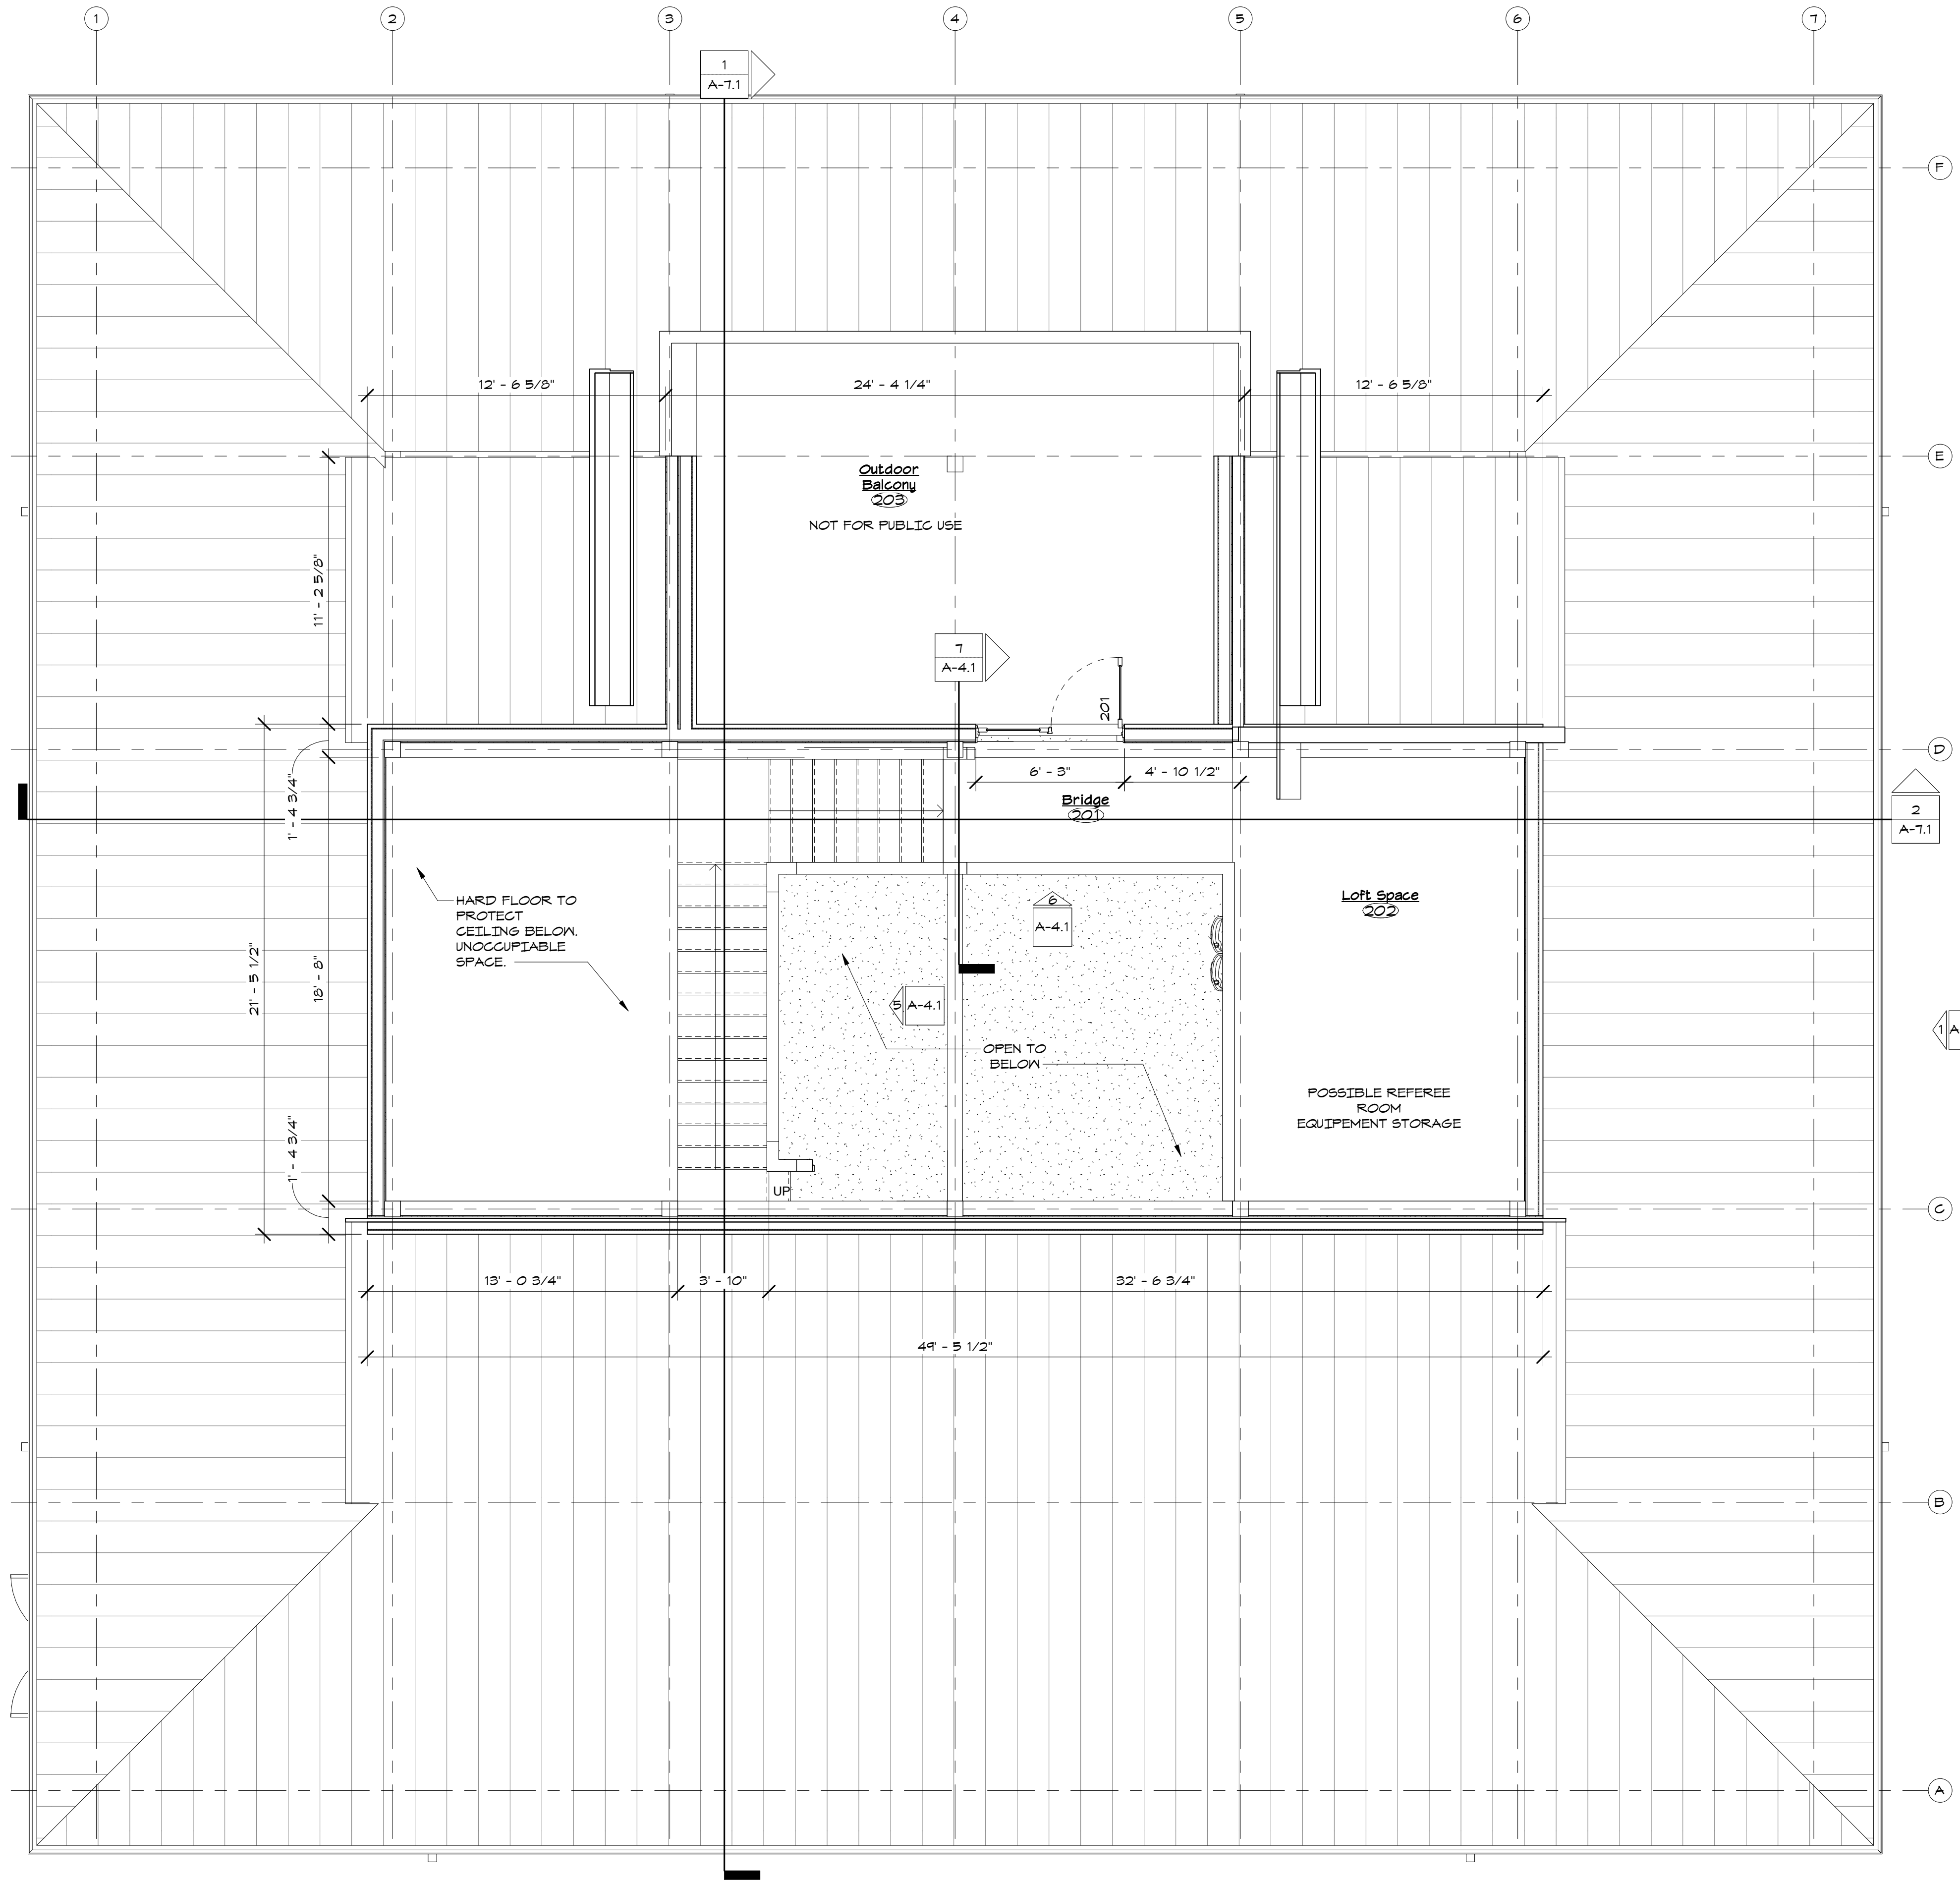 1
2
3
4
5
6
7
1
A-7.1
F
12' - 6 5/8"
24' - 4 1/4"
12' - 6 5/8"
E
Outdoor
Balcony
203
NOT FOR PUBLIC USE
11' - 2 5/8"
7
A-4.1
201
D
6' - 3"
4' - 10 1/2"
1' - 4 3/4"
Bridge
201
2
A-7.1
HARD FLOOR TO
PROTECT
CEILING BELOW.
UNOCCUPIABLE
SPACE.
6
A-4.1
Loft Space
202
21' - 5 1/2"
18' - 8"
5
A-4.1
1
A
OPEN TO
BELOW
POSSIBLE REFEREE
ROOM
EQUIPEMENT STORAGE
1' - 4 3/4"
UP
C
13' - 0 3/4"
3' - 10"
32' - 6 3/4"
49' - 5 1/2"
B
A